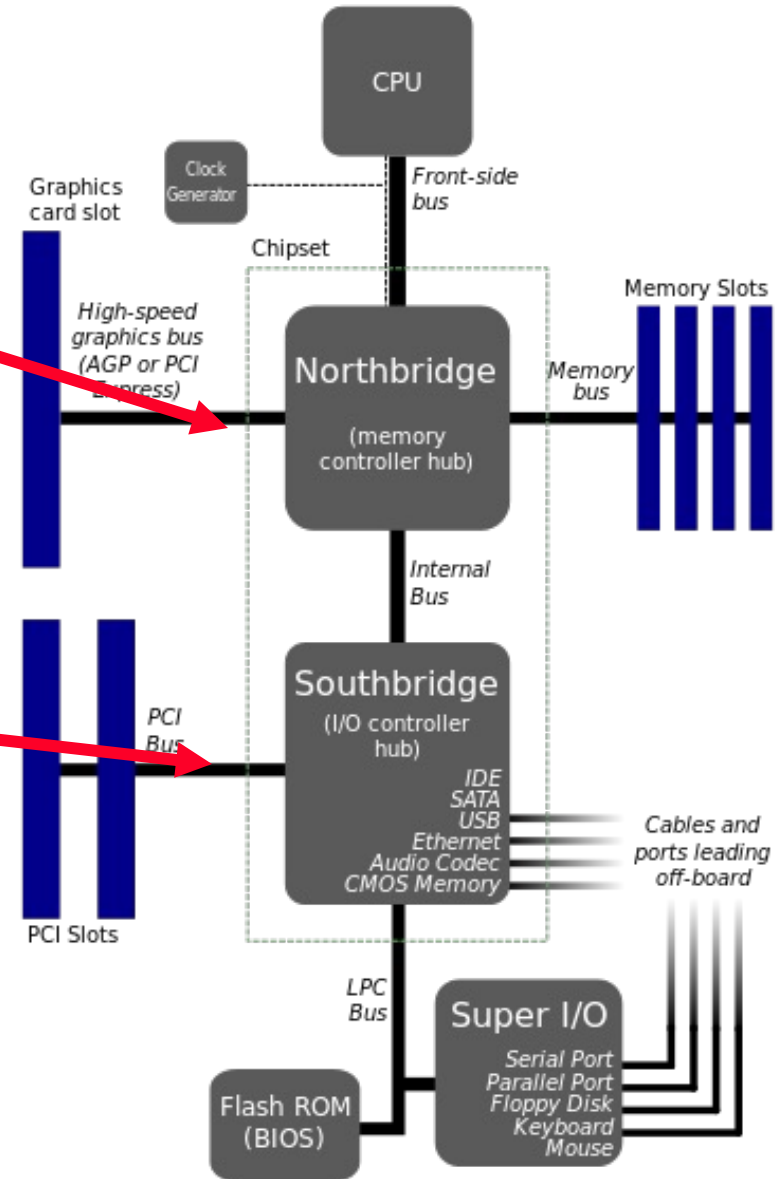 CPU
Clock
Generator
Front-side
bus
Graphics
card slot
Chipset
High-speed
graphics bus
(AGP or PCI
Express)
Northbridge
(memory
controller hub)
Memory
bus
Memory Slots
Internal
Bus
Southbridge
(I/O controller
hub)
PCI
Bus
IDE
SATA
USB
Ethernet
Audio Codec
CMOS Memory
Cables and
ports leading
off-board
PCI Slots
LPC
Bus
Super I/O
Serial Port
Parallel Port
Floppy Disk
Keyboard
Mouse
Flash ROM
(BIOS)